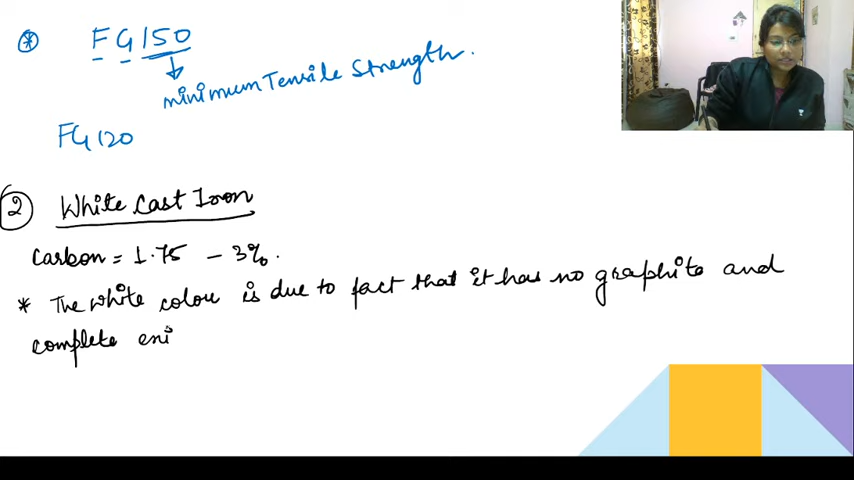 * FG150
minimum Tensile Strength.
FG120
2 White Cast Iron
Carbon = 1.75 - 3%.
* The white colour is due to fact that it has no graphite and
complete exi